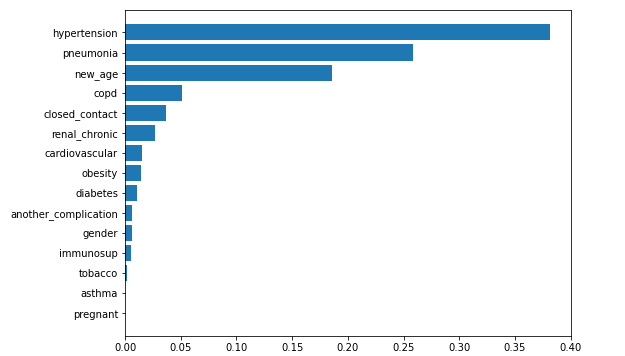 hypertension
pneumonia
new_age
copd
closed_contact
renal_chronic
cardiovascular
obesity
diabetes
another_complication
gender
immunosup
tobacco
asthma
pregnant
0.00 0.05 0.10 0.15 0.20 0.25 0.30 0.35 0.40